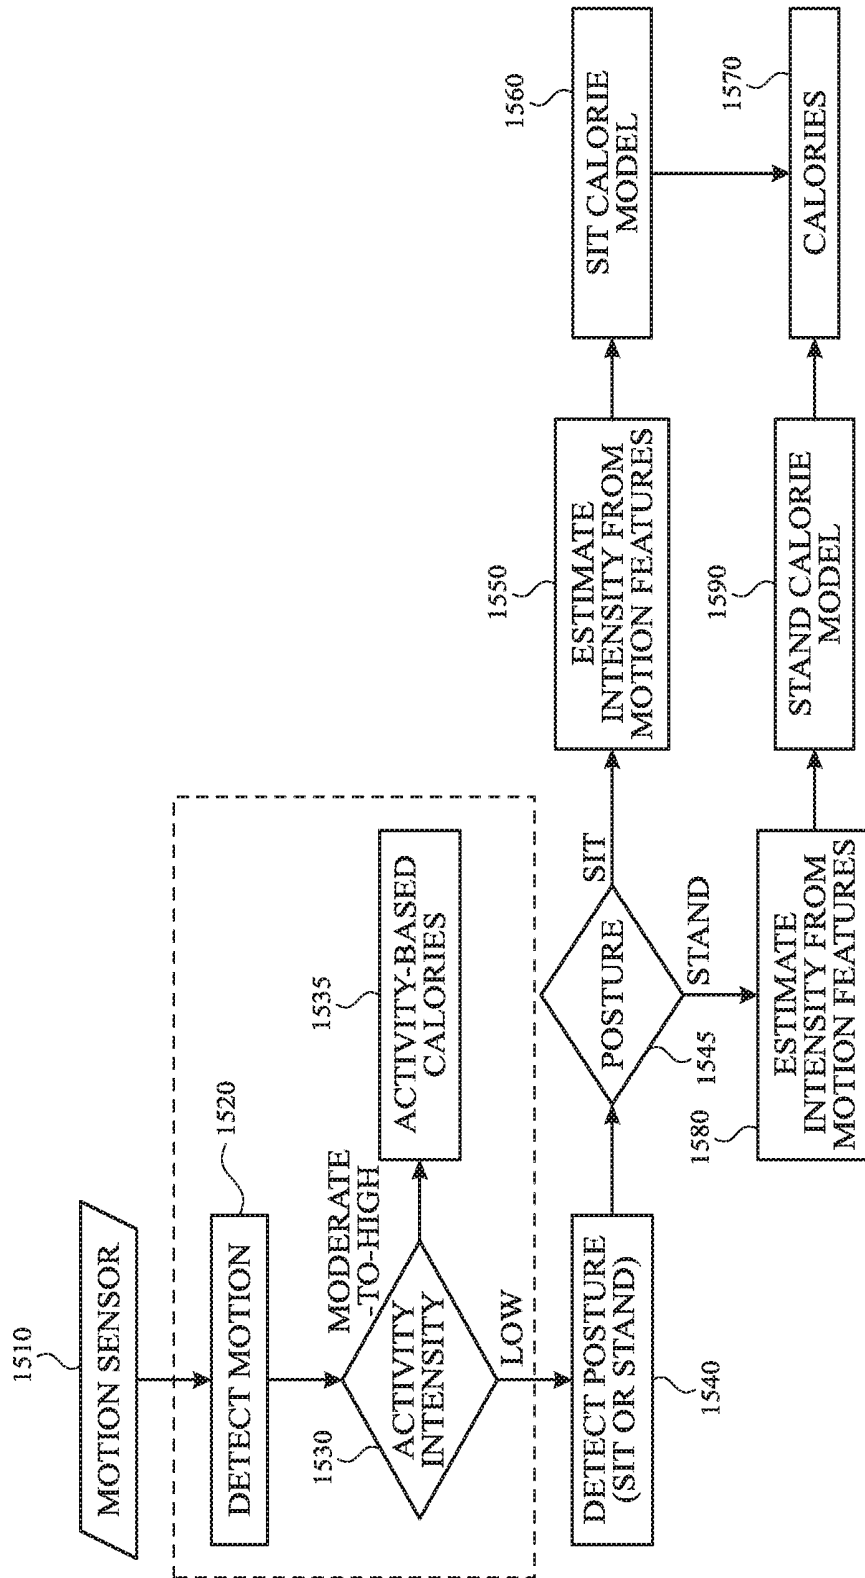 1510
MOTION SENSOR
1520
DETECT MOTION
1530
ACTIVITY
INTENSITY
MODERATE
-TO-HIGH
1535
ACTIVITY-BASED
CALORIES
LOW
DETECT POSTURE
(SIT OR STAND)
1540
POSTURE
1545
SIT
STAND
1550
ESTIMATE
INTENSITY FROM
MOTION FEATURES
1560
SIT CALORIE
MODEL
1570
CALORIES
1580
ESTIMATE
INTENSITY FROM
MOTION FEATURES
1590
STAND CALORIE
MODEL